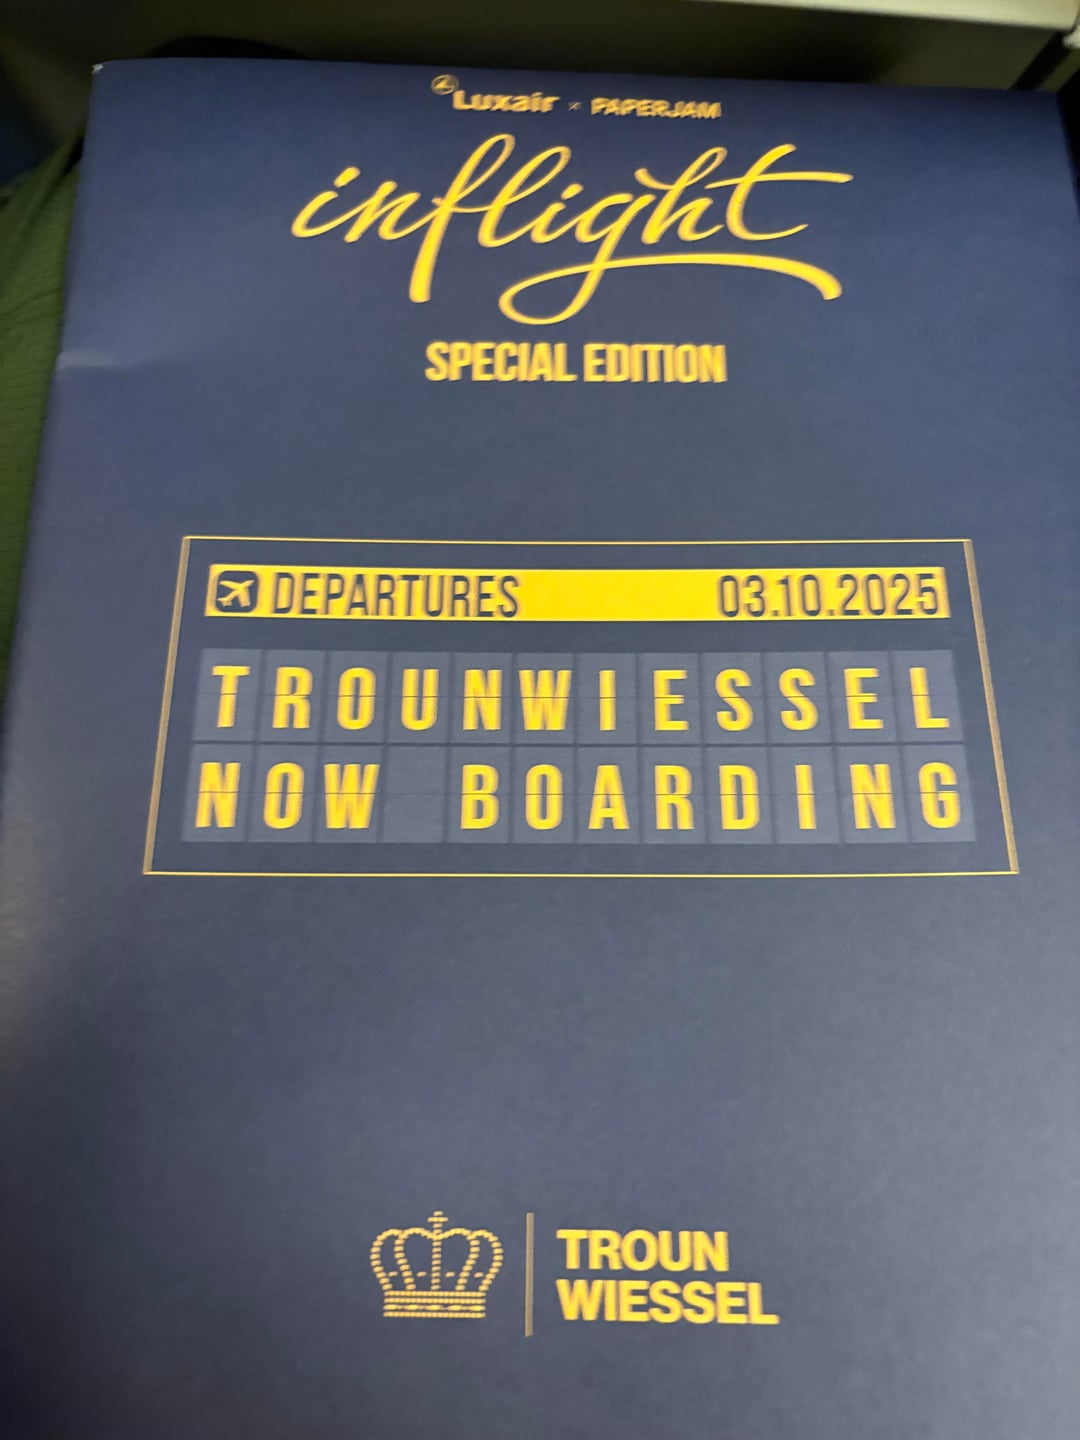 Luxair × PAPERJAM
inflight
SPECIAL EDITION
DEPARTURES 03.10.2025
TROUNWIESSEL
NOW BOARDING
TROUN
WIESSEL